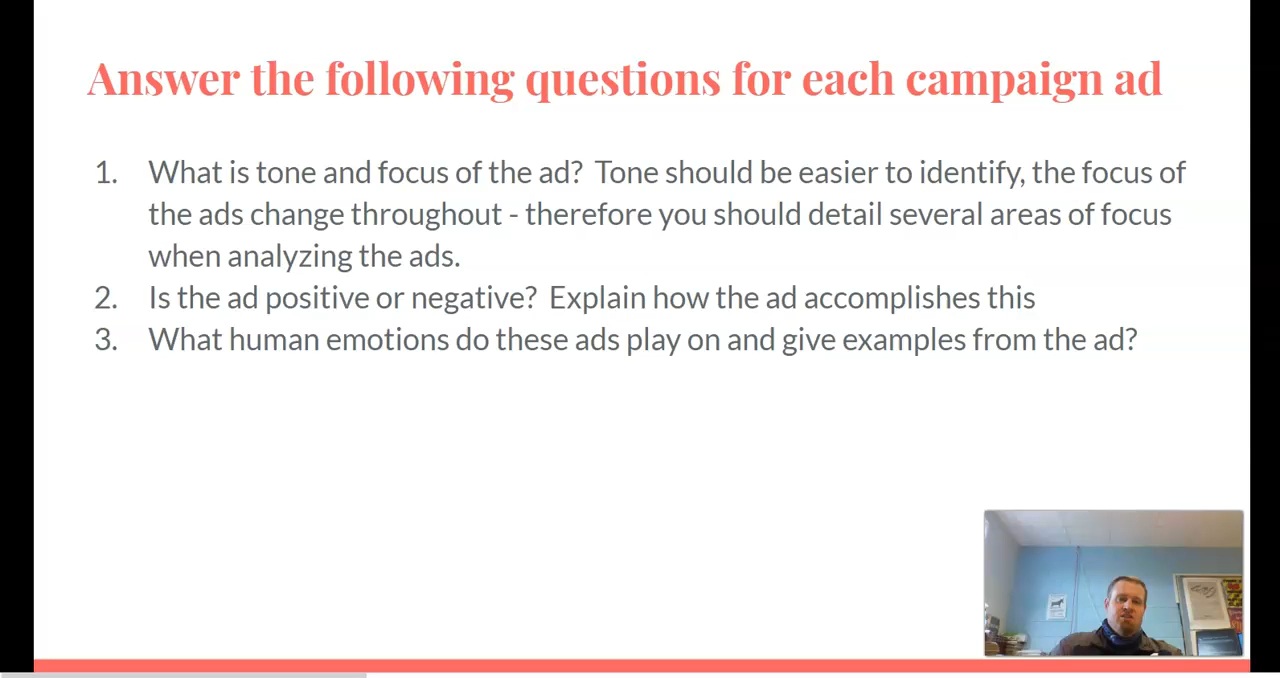 Answer the following questions for each campaign ad
1. What is tone and focus of the ad? Tone should be easier to identify, the focus of
the ads change throughout - therefore you should detail several areas of focus
when analyzing the ads.
2. Is the ad positive or negative? Explain how the ad accomplishes this
3. What human emotions do these ads play on and give examples from the ad?